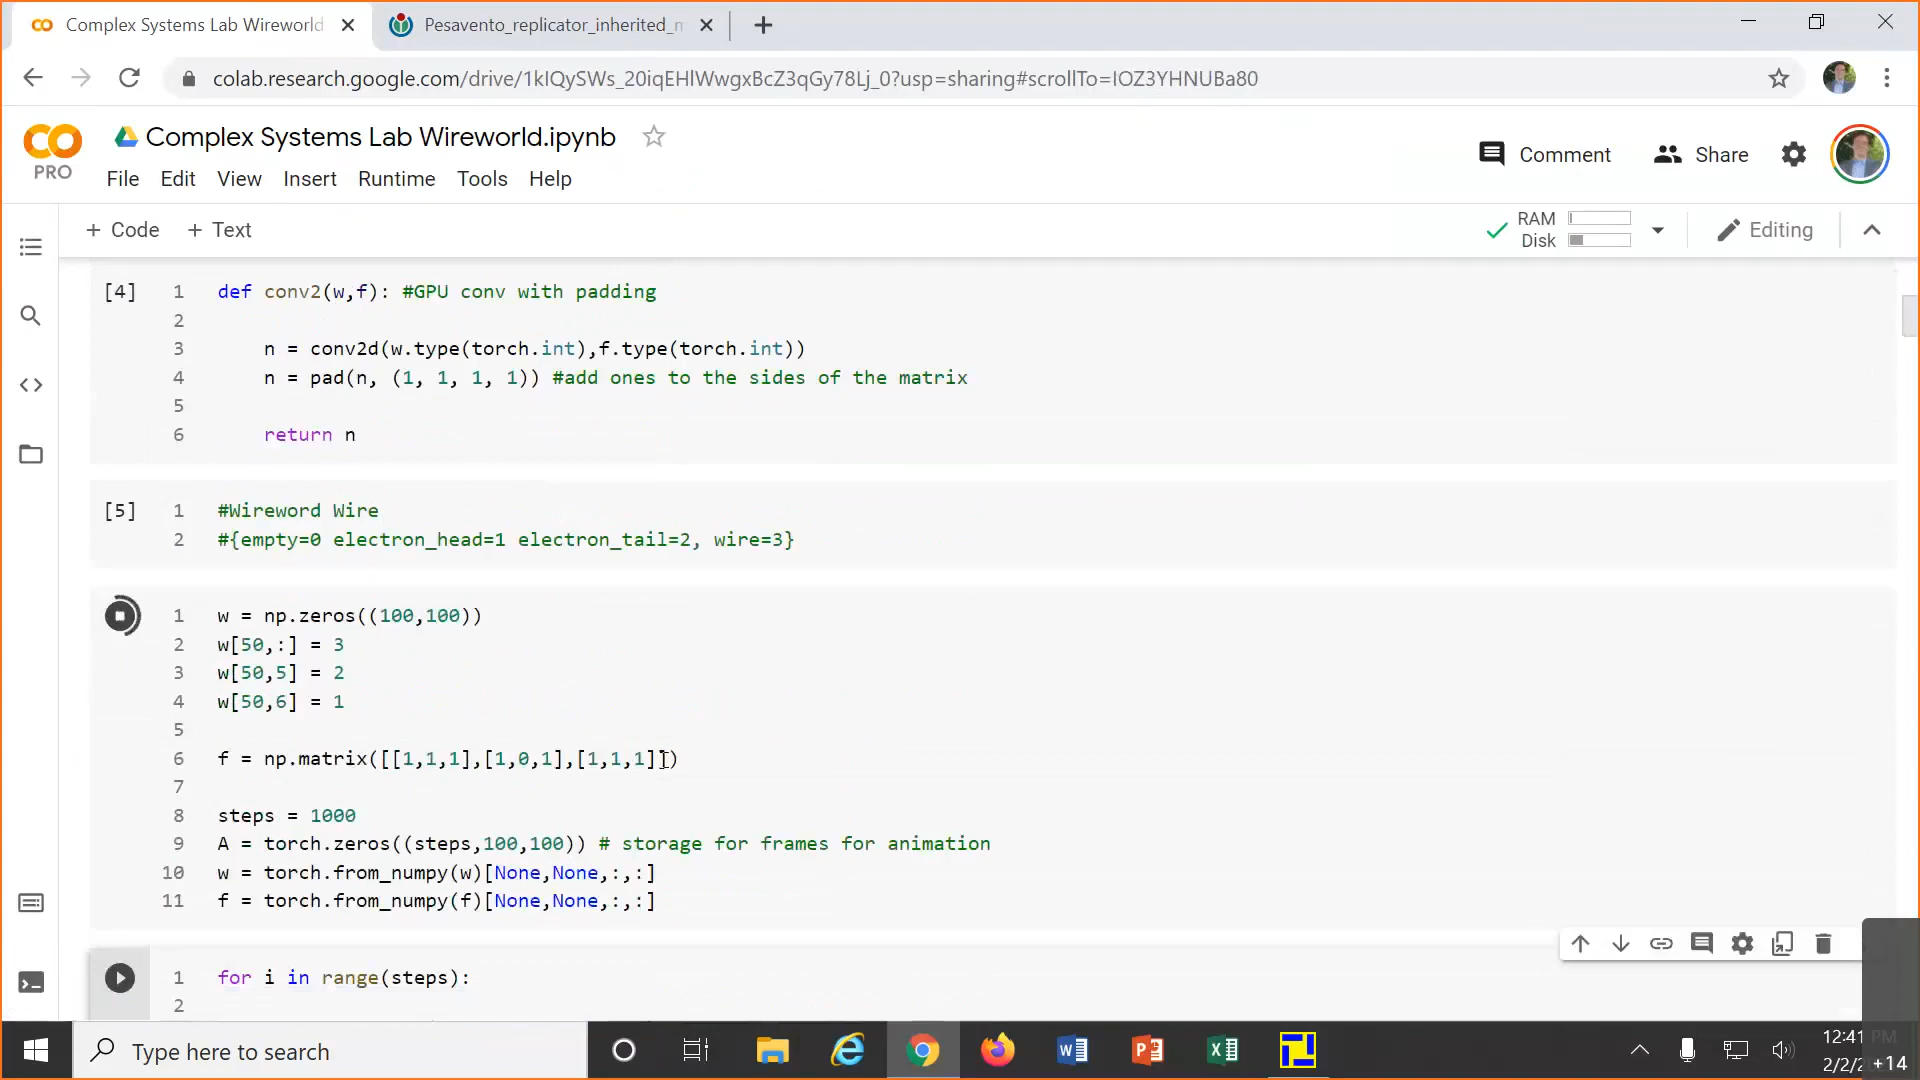 Complex Systems Lab Wireworld
Pesavento_replicator_inherited_m
colab.research.google.com/drive/1kIQySWs_20iqEHlWwgxBcZ3qGy78Lj_0?usp=sharing#scrollTo=IOZ3YHNUBa80
Complex Systems Lab Wireworld.ipynb
PRO
File Edit View Insert Runtime Tools Help
Comment
Share
+ Code + Text
RAM
Disk
Editing
[4] 1 def conv2(w,f): #GPU conv with padding
2
3 n = conv2d(w.type(torch.int),f.type(torch.int))
4 n = pad(n, (1, 1, 1, 1)) #add ones to the sides of the matrix
5
6 return n
[5] 1 #Wireword Wire
2 #{empty=0 electron_head=1 electron_tail=2, wire=3}
1 w = np.zeros((100,100))
2 w[50,:] = 3
3 w[50,5] = 2
4 w[50,6] = 1
5
6 f = np.matrix([[1,1,1],[1,0,1],[1,1,1]])
7
8 steps = 1000
9 A = torch.zeros((steps,100,100)) # storage for frames for animation
10 w = torch.from_numpy(w)[None,None,:,:]
11 f = torch.from_numpy(f)[None,None,:,:]
1 for i in range(steps):
2
Type here to search
12:41 PM
2/2/2
+14